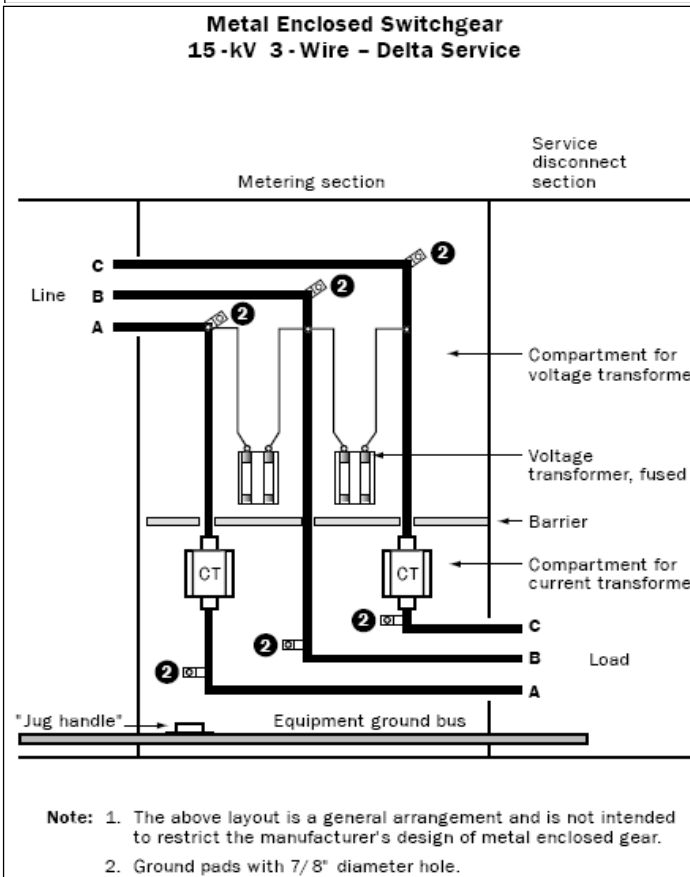 Metal Enclosed Switchgear
15-kV 3-Wire – Delta Service
Service
disconnect
section
Metering section
C
2
Line
B
2
A
2
Compartment for
voltage transforme
Voltage
transformer, fused
Barrier
CT
CT
Compartment for
current transforme
2
C
2
B
Load
2
A
"Jug handle"
Equipment ground bus
Note: 1. The above layout is a general arrangement and is not intended
to restrict the manufacturer's design of metal enclosed gear.
2. Ground pads with 7/8" diameter hole.